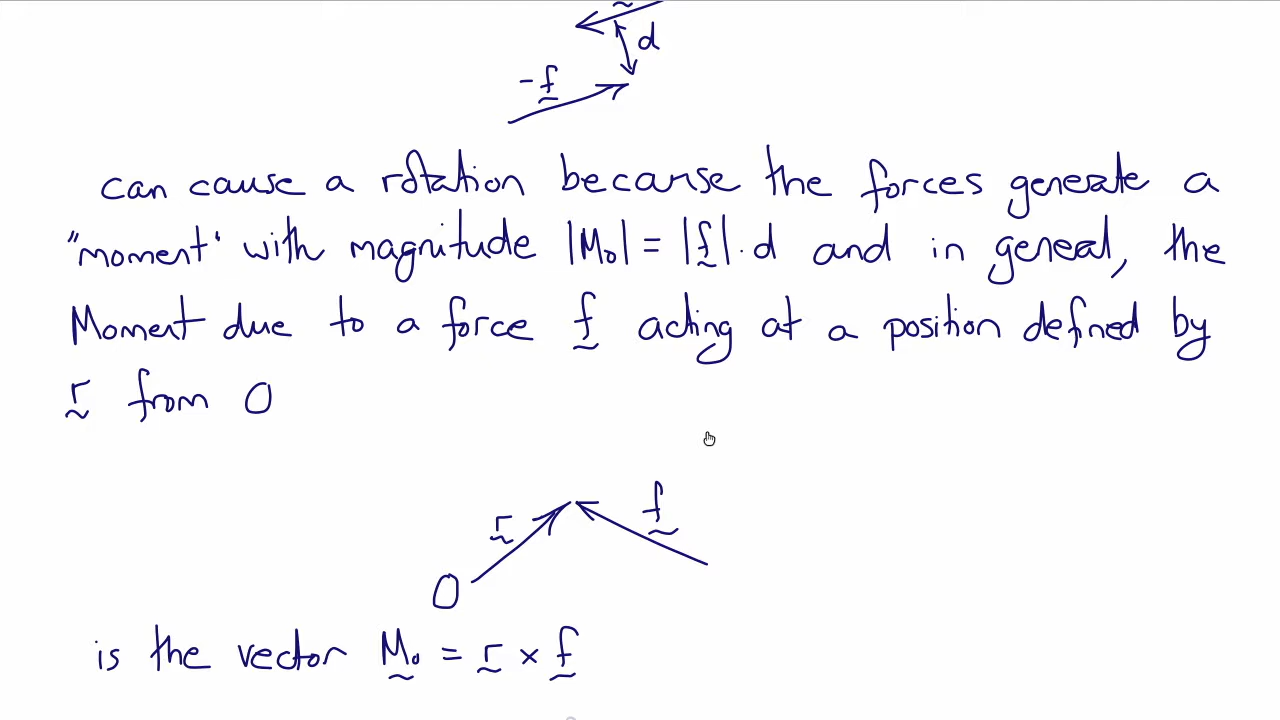 d
-f
can cause a rotation because the forces generate a
"moment" with magnitude |M₀| = |f|·d and in geneal, the
Moment due to a force f acting at a position defined by
r from O
r f
O
is the vector M₀ = r × f